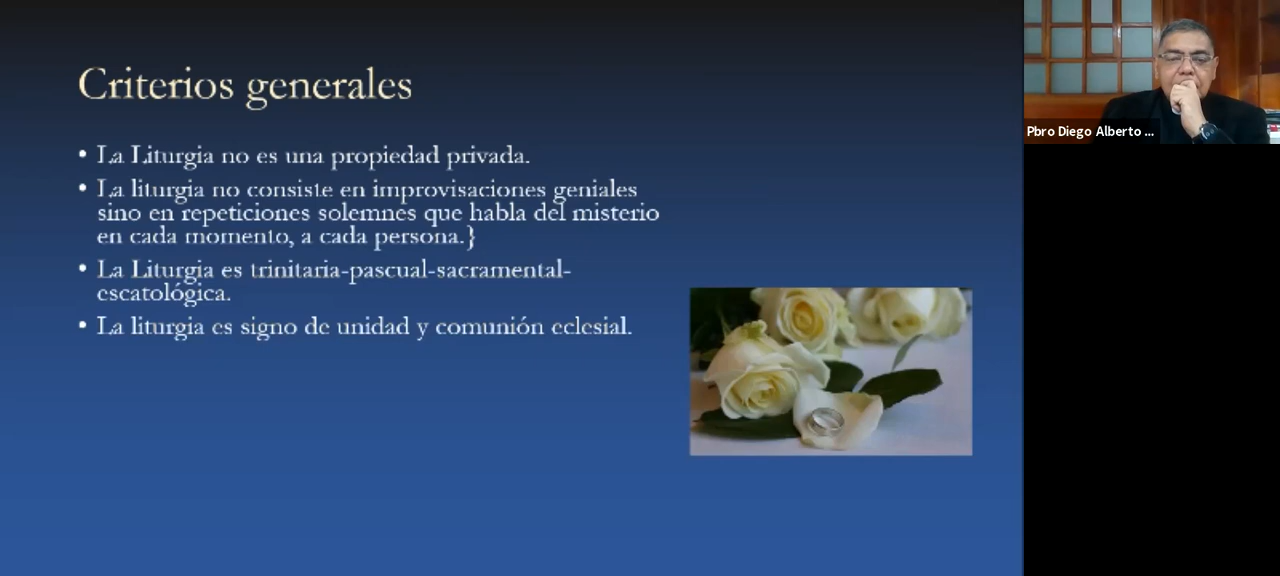 Criterios generales
• La Liturgia no es una propiedad privada.
• La liturgia no consiste en improvisaciones geniales
sino en repeticiones solemnes que habla del misterio
en cada momento, a cada persona.}
• La Liturgia es trinitaria-pascual-sacramental-
escatológica.
• La liturgia es signo de unidad y comunión eclesial.
Pbro Diego Alberto ...